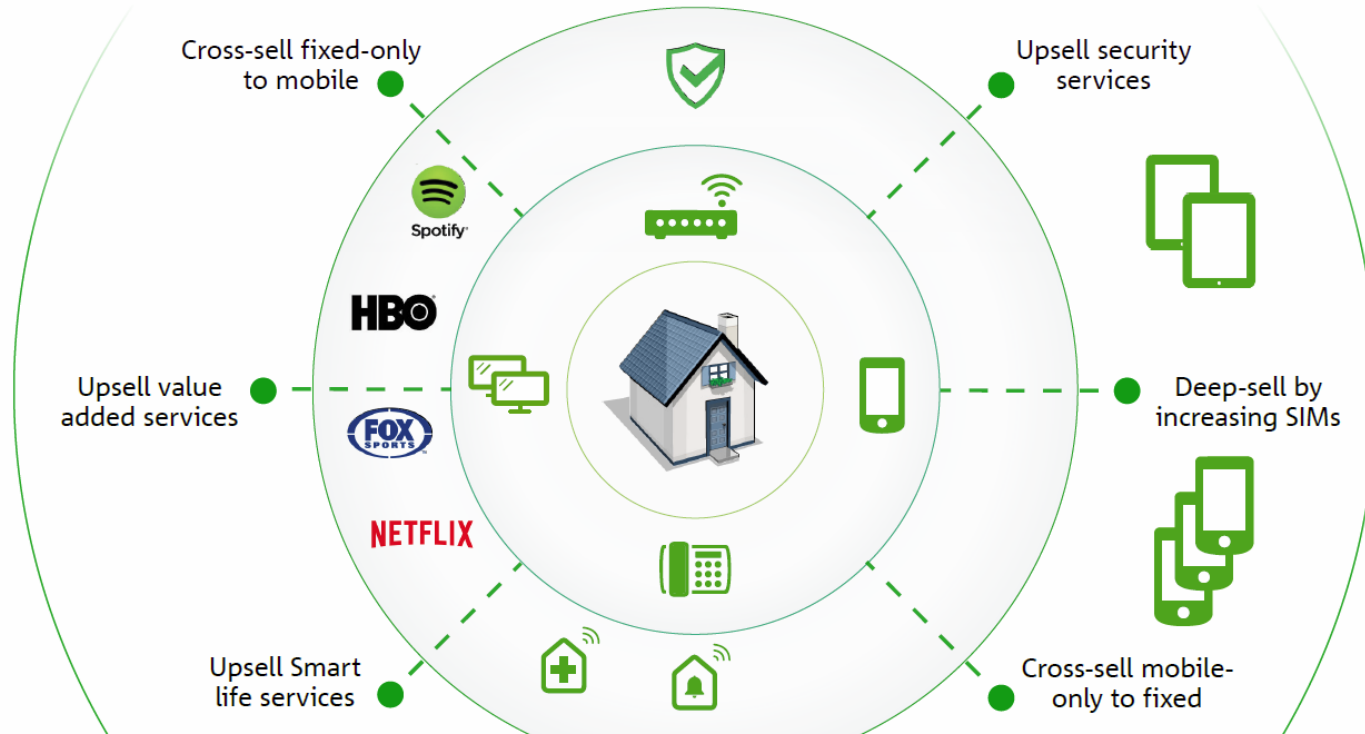 Cross-sell fixed-only
to mobile
Upsell security
services
Spotify
HBO
Upsell value
added services
FOX
SPORTS
Deep-sell by
increasing SIMs
NETFLIX
Upsell Smart
life services
Cross-sell mobile-
only to fixed